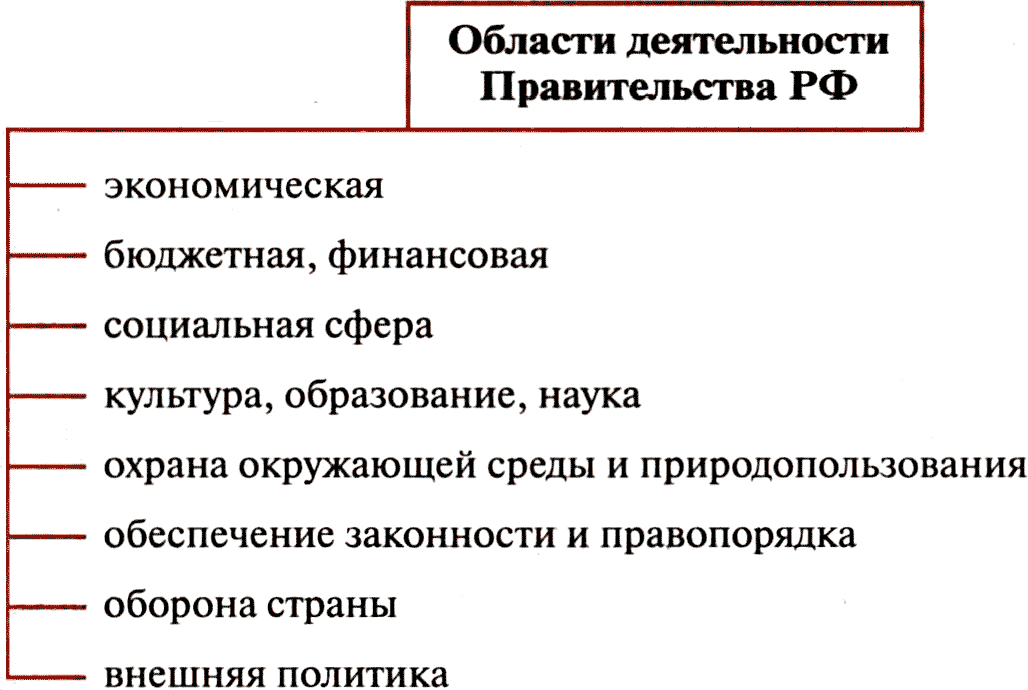 Области деятельности
Правительства РФ
экономическая
бюджетная, финансовая
социальная сфера
культура, образование, наука
охрана окружающей среды и природопользования
обеспечение законности и правопорядка
оборона страны
внешняя политика